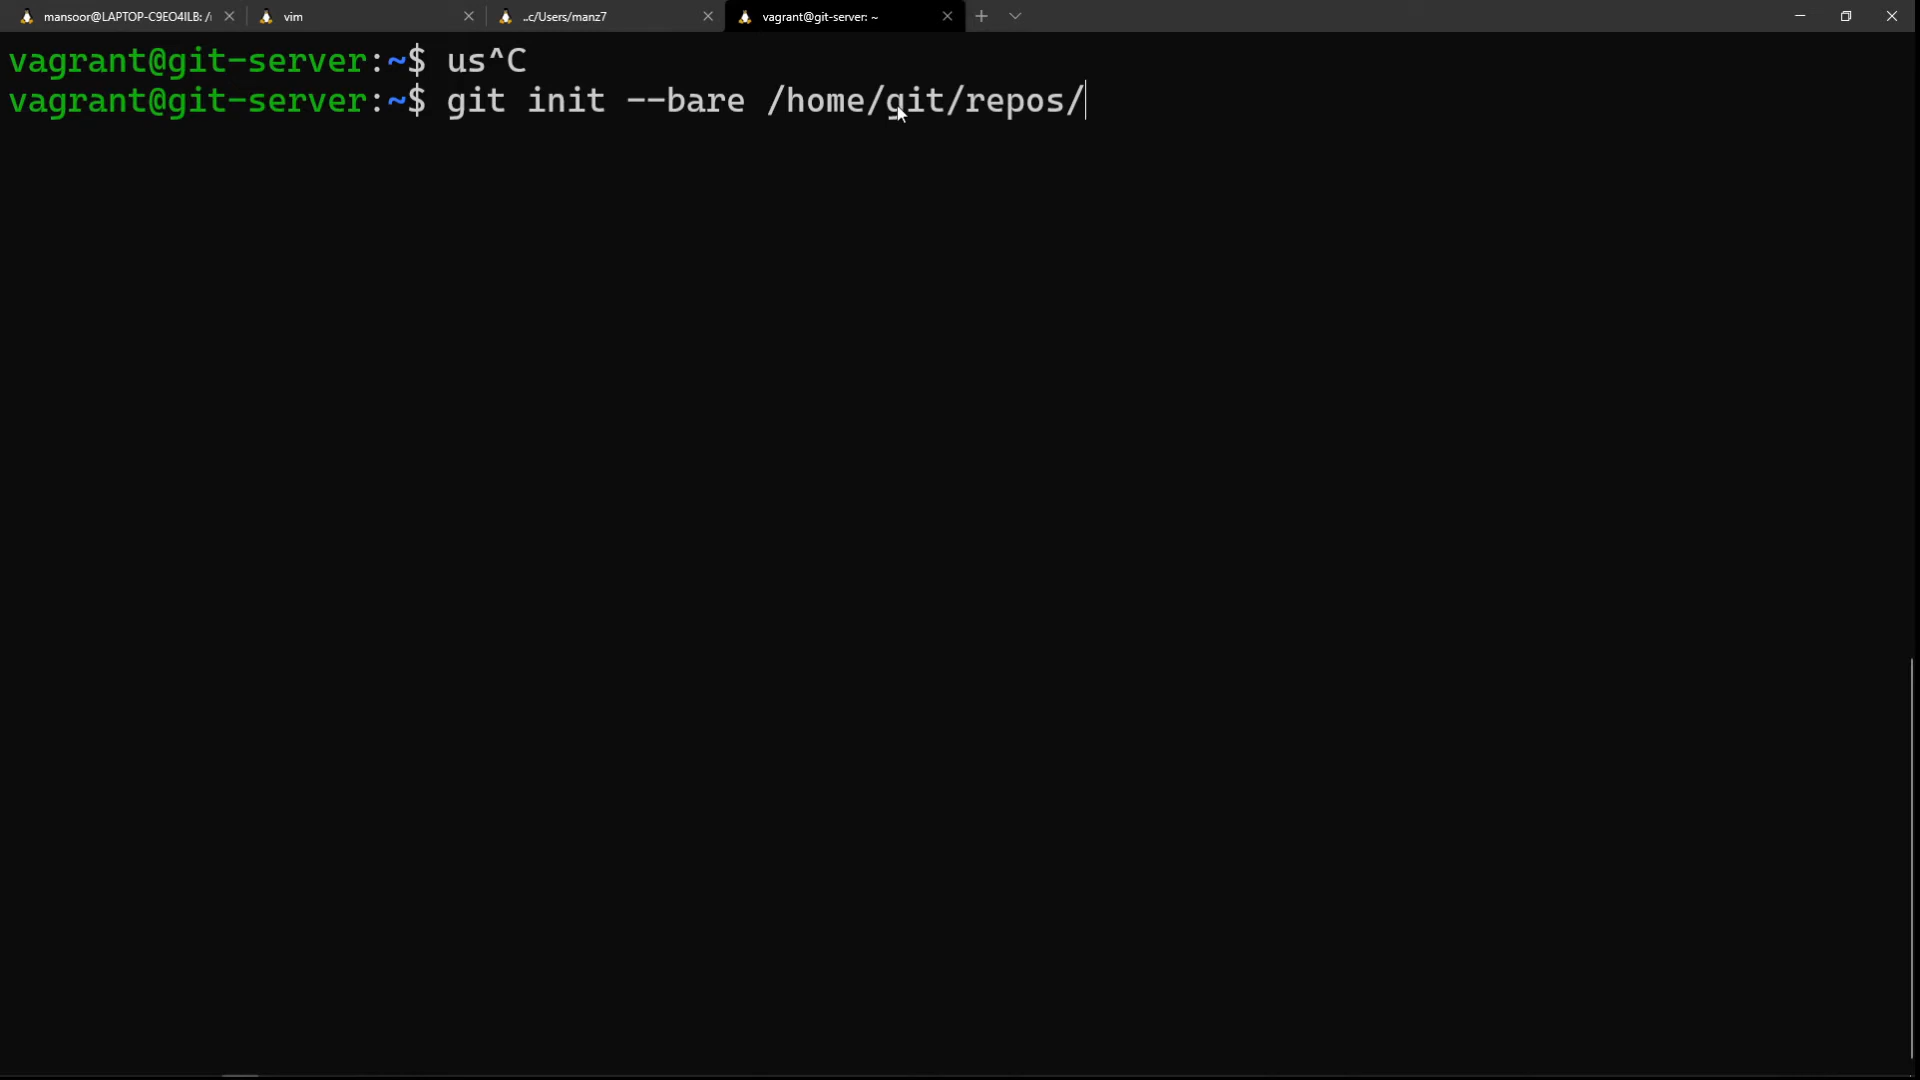 mansoor@LAPTOP-C9EO4ILB: /
vim
..c/Users/manz7
vagrant@git-server: ~
vagrant@git-server:~$ us^C
vagrant@git-server:~$ git init --bare /home/git/repos/